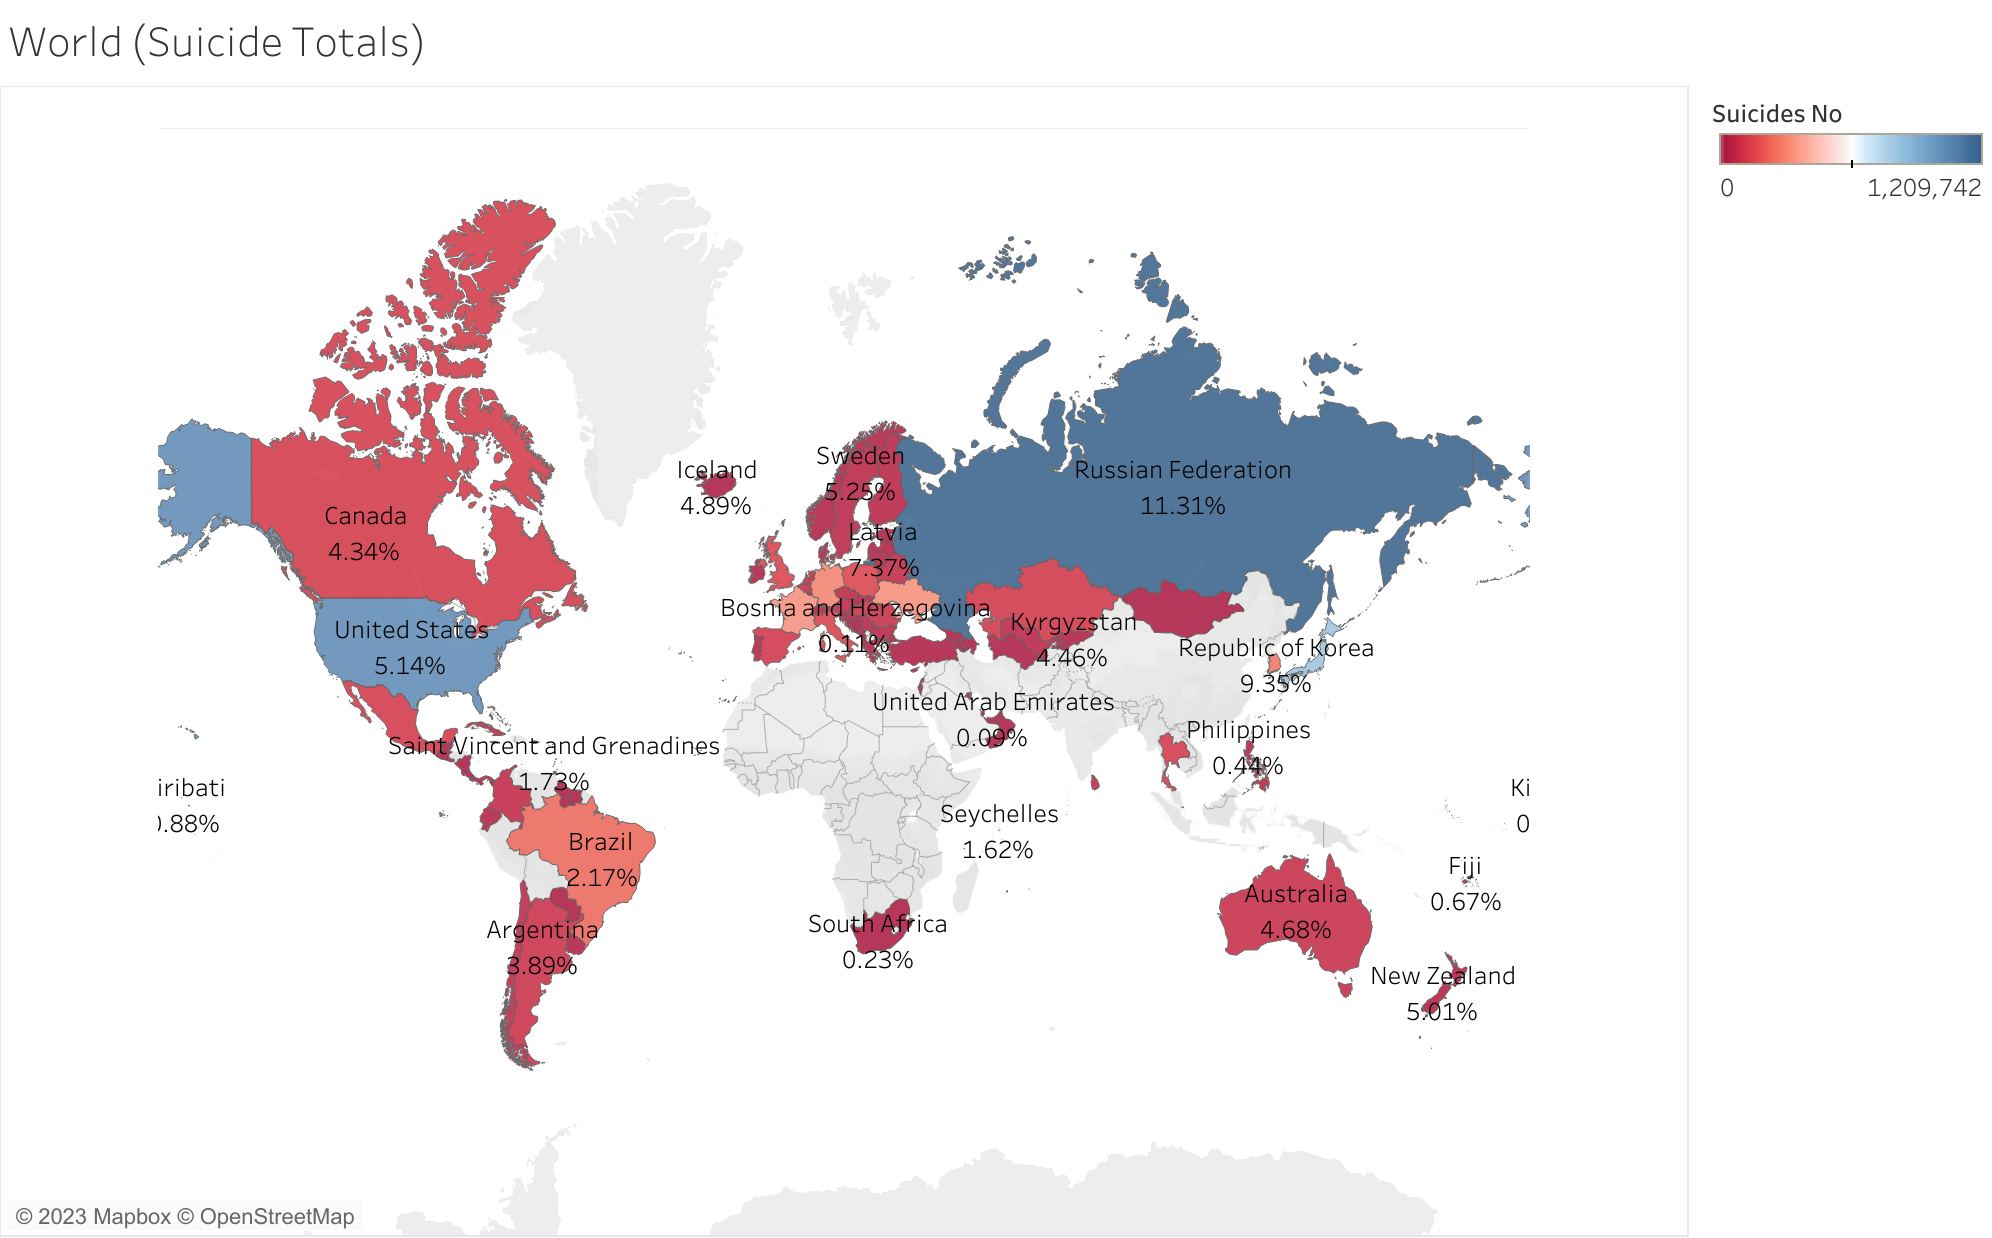 World (Suicide Totals)
Suicides No
0
1,209,742
Iceland
4.89%
Sweden
5.25%
Russian Federation
11.31%
Canada
4.34%
Latvia
7.37%
Bosnia and Herzegovina
0.11%
Kyrgyzstan
4.46%
United States
5.14%
Republic of Korea
9.35%
United Arab Emirates
0.09%
Philippines
0.44%
Saint Vincent and Grenadines
1.73%
iribati
0.88%
Ki
0
Seychelles
1.62%
Brazil
2.17%
Fiji
0.67%
Australia
4.68%
Argentina
3.89%
South Africa
0.23%
New Zealand
5.01%
© 2023 Mapbox © OpenStreetMap